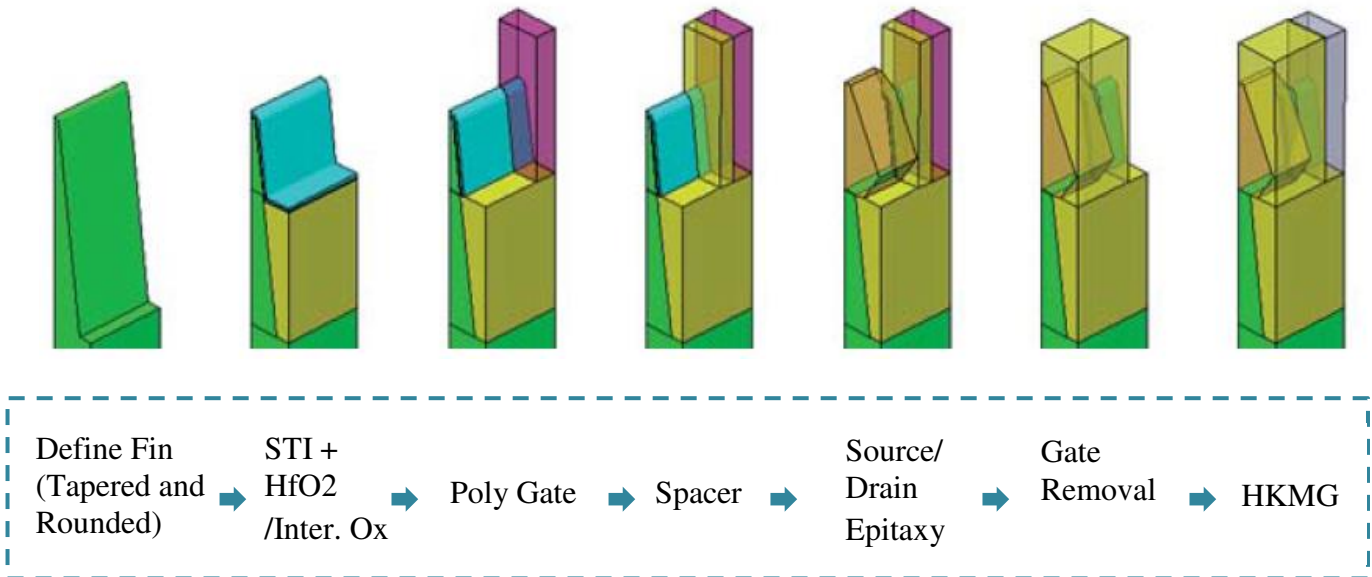 Define Fin
(Tapered and
Rounded)
STI +
HfO2
/Inter. Ox
Poly Gate
Spacer
Source/
Drain
Epitaxy
Gate
Removal
HKMG